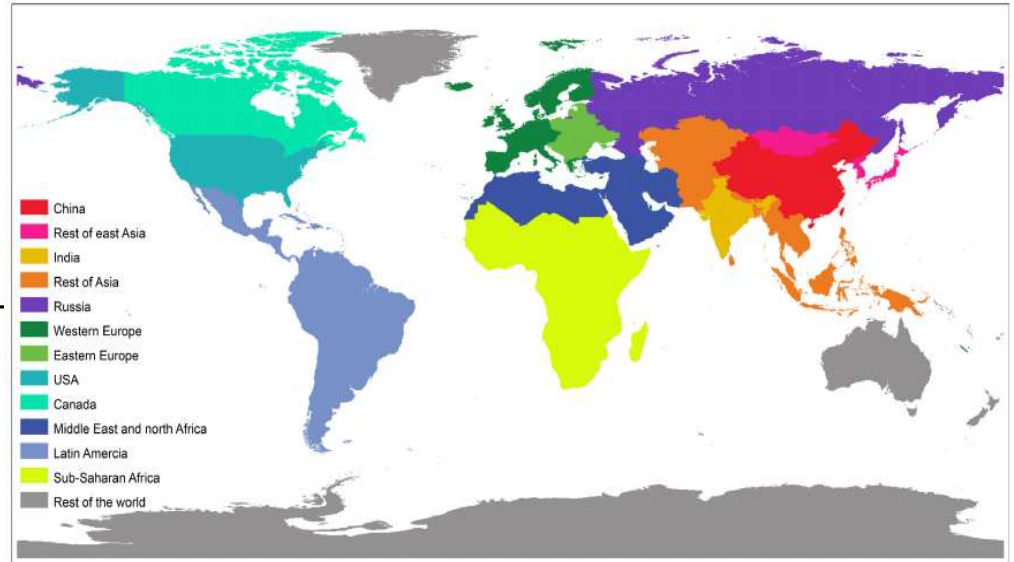 China
Rest of east Asia
India
Rest of Asia
Russia
Western Europe
Eastern Europe
USA
Canada
Middle East and north Africa
Latin Amercia
Sub-Saharan Africa
Rest of the world